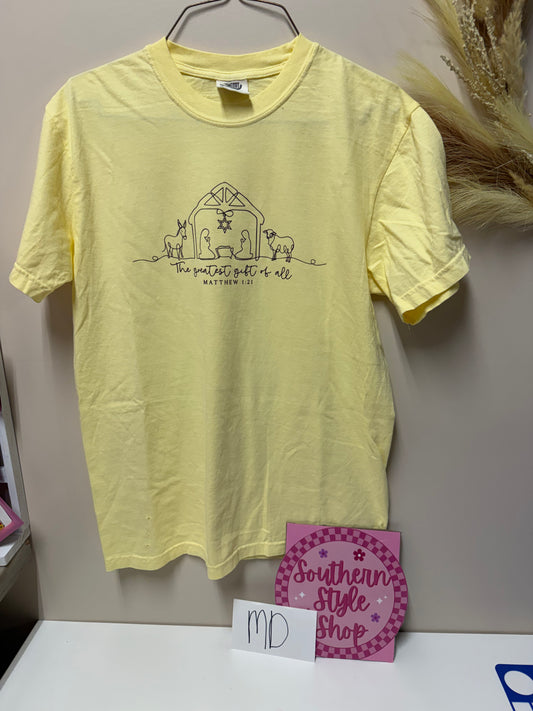 The greatest gift of all
MATTHEW 1:21
Southern
Style
Shop
MD